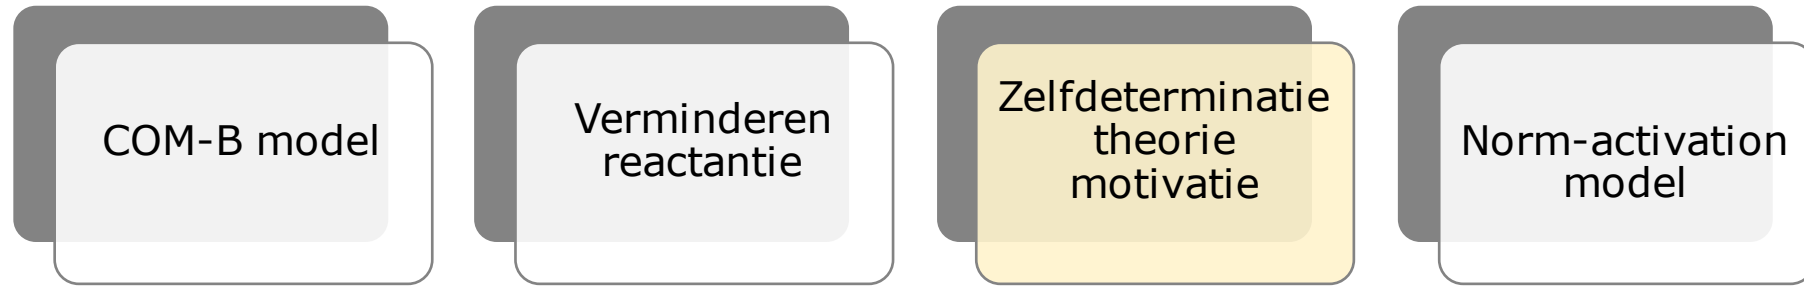 COM-B model
Verminderen
reactantie
Zelfdeterminatie
theorie
motivatie
Norm-activation
model